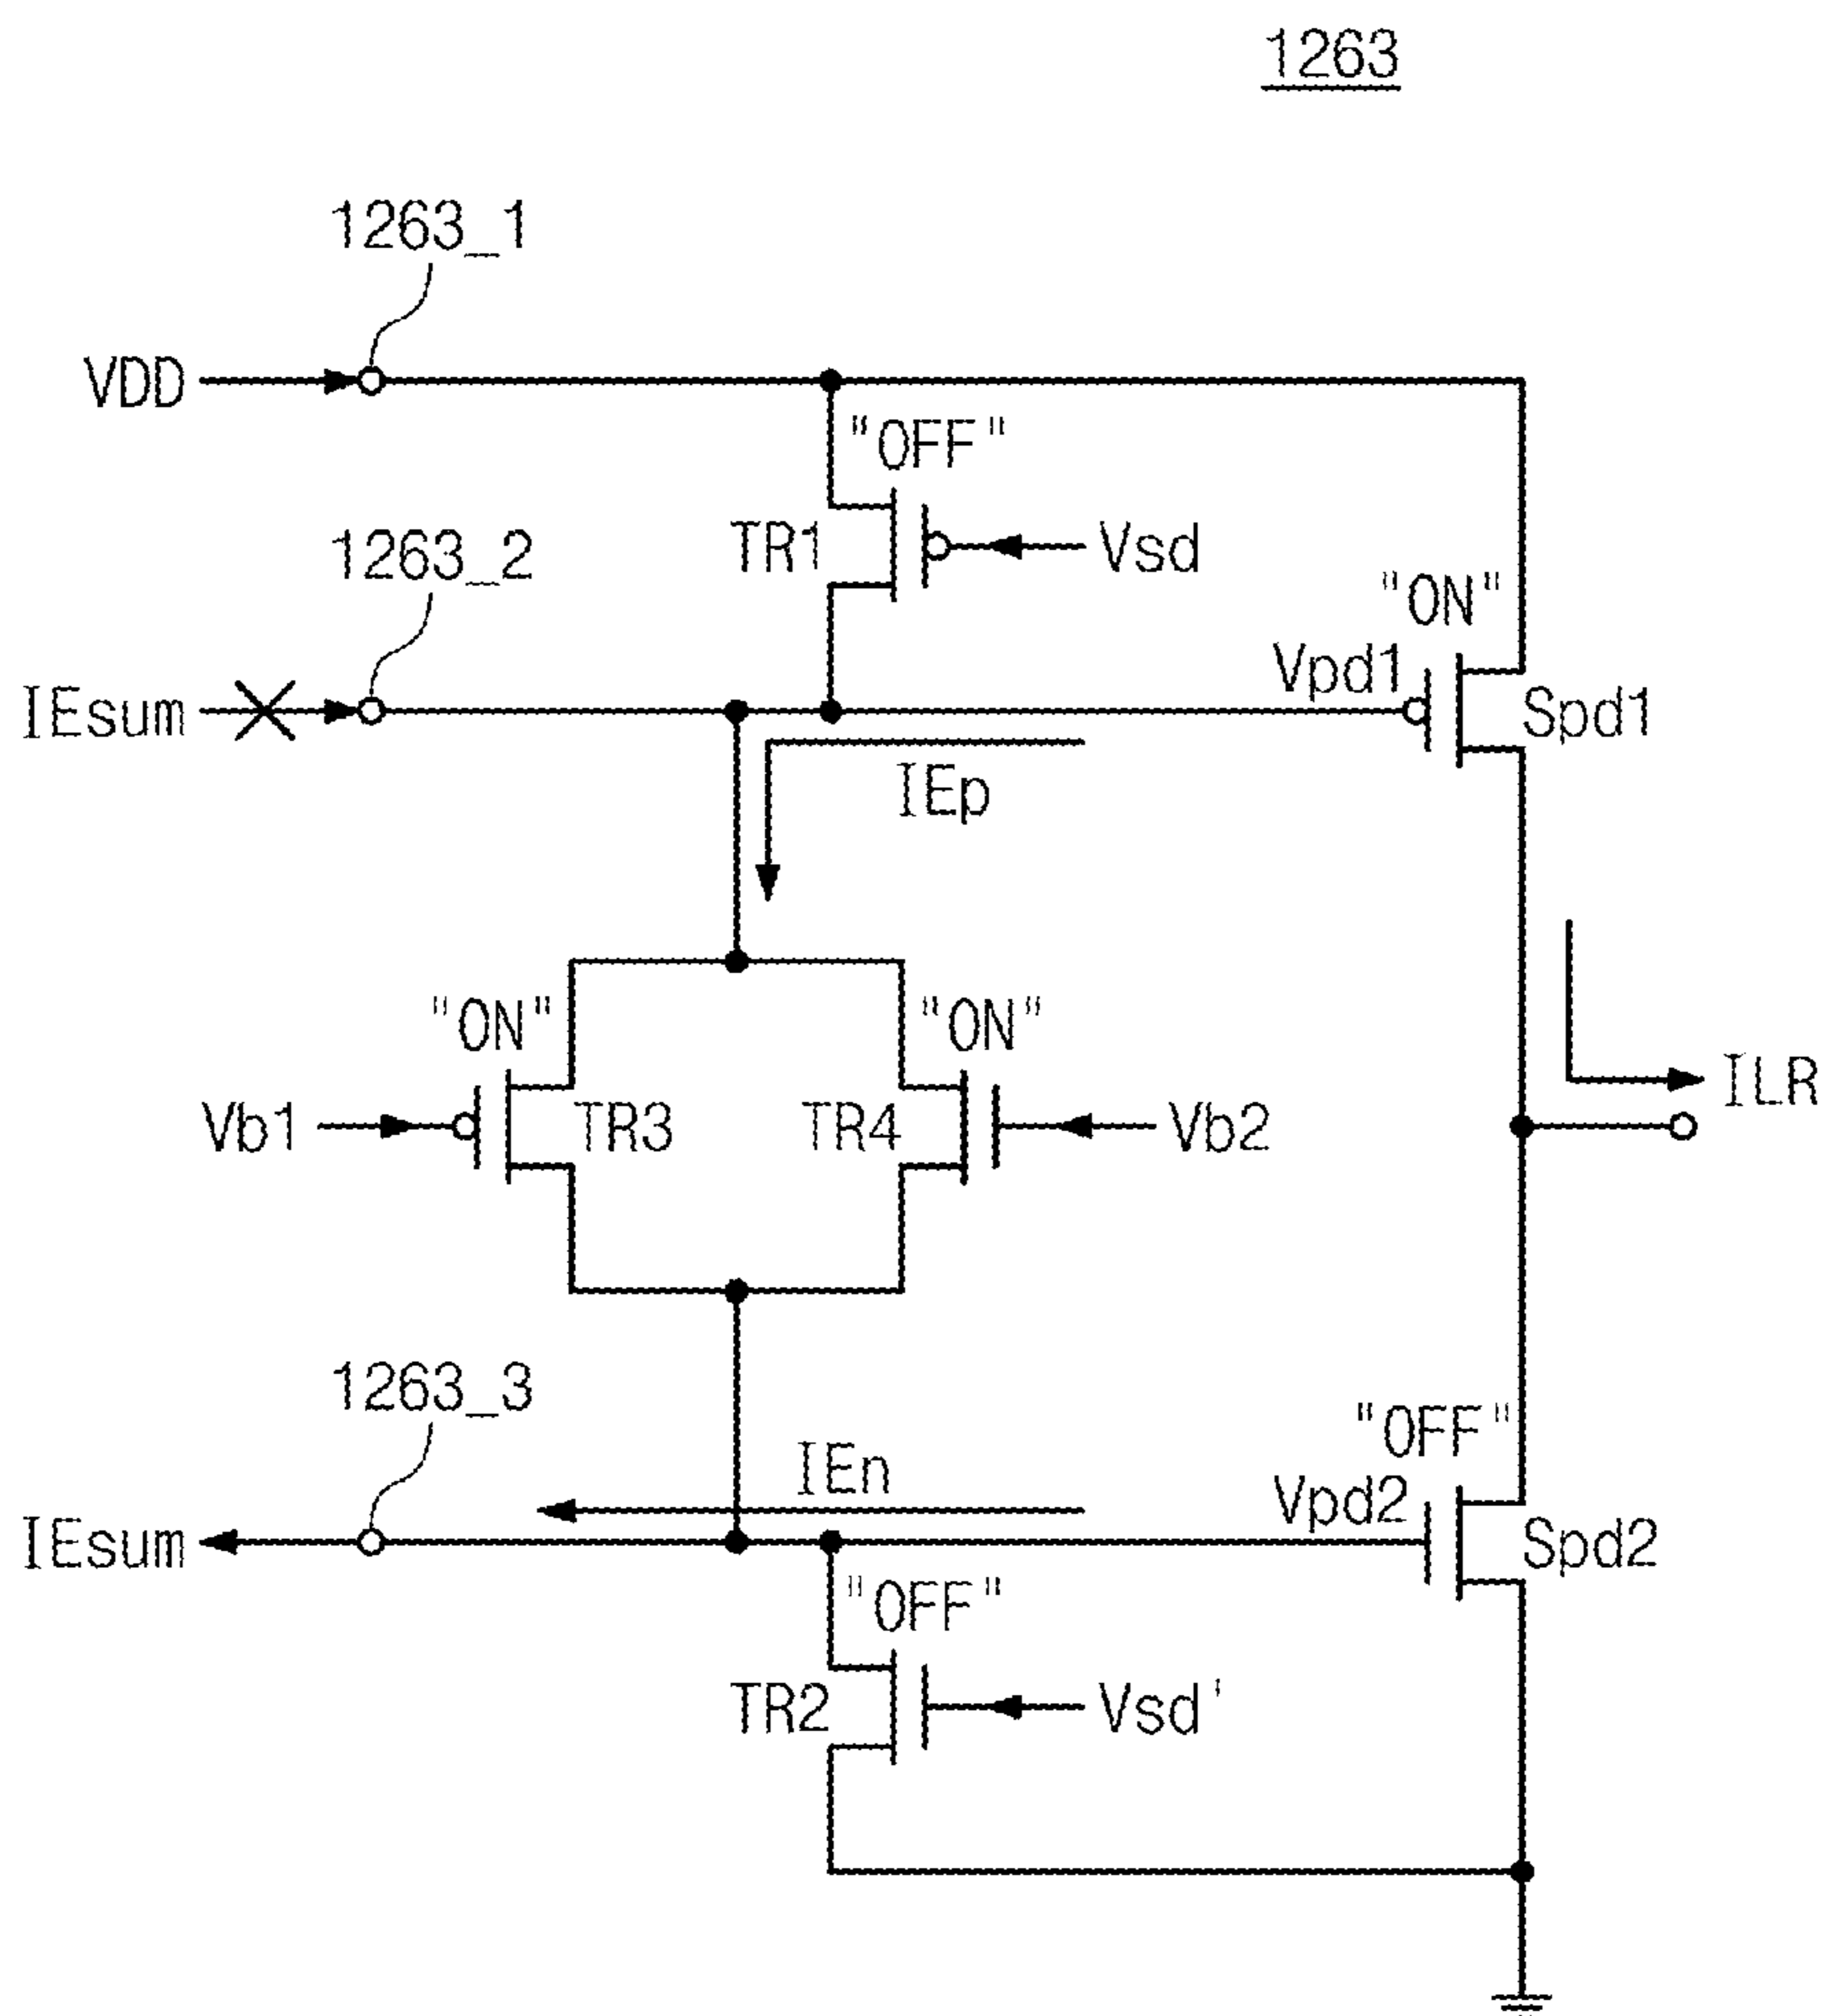 1263
1263_1
VDD
"OFF"
TR1
Vsd
1263_2
"ON"
IEsum
Vpd1
Spd1
IEp
"ON"
"ON"
ILR
Vb1
TR3
TR4
Vb2
1263_3
"OFF"
IEn
Vpd2
IEsum
Spd2
"OFF"
TR2
Vsd'